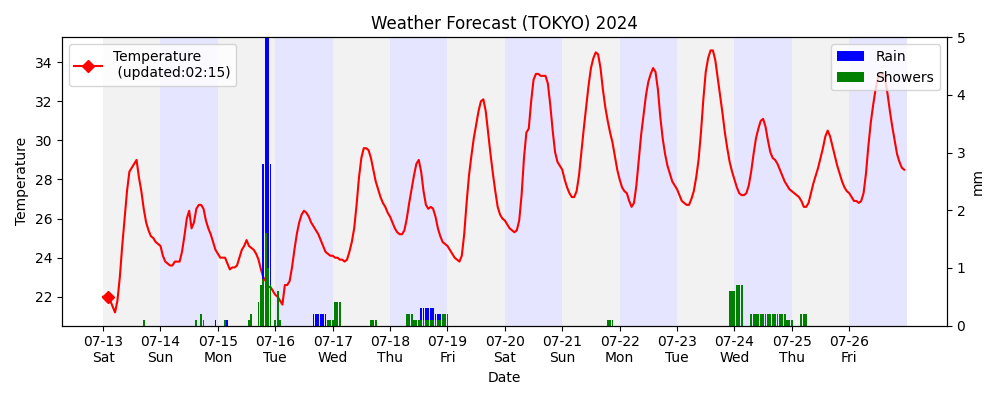 Weather Forecast (TOKYO) 2024
Temperature
(updated:02:15)
Rain
Showers
Temperature
34
32
30
28
26
24
22
5
4
3
2
1
0
mm
07-13 07-14 07-15 07-16 07-17 07-18 07-19 07-20 07-21 07-22 07-23 07-24 07-25 07-26
Sat Sun Mon Tue Wed Thu Fri Sat Sun Mon Tue Wed Thu Fri
Date